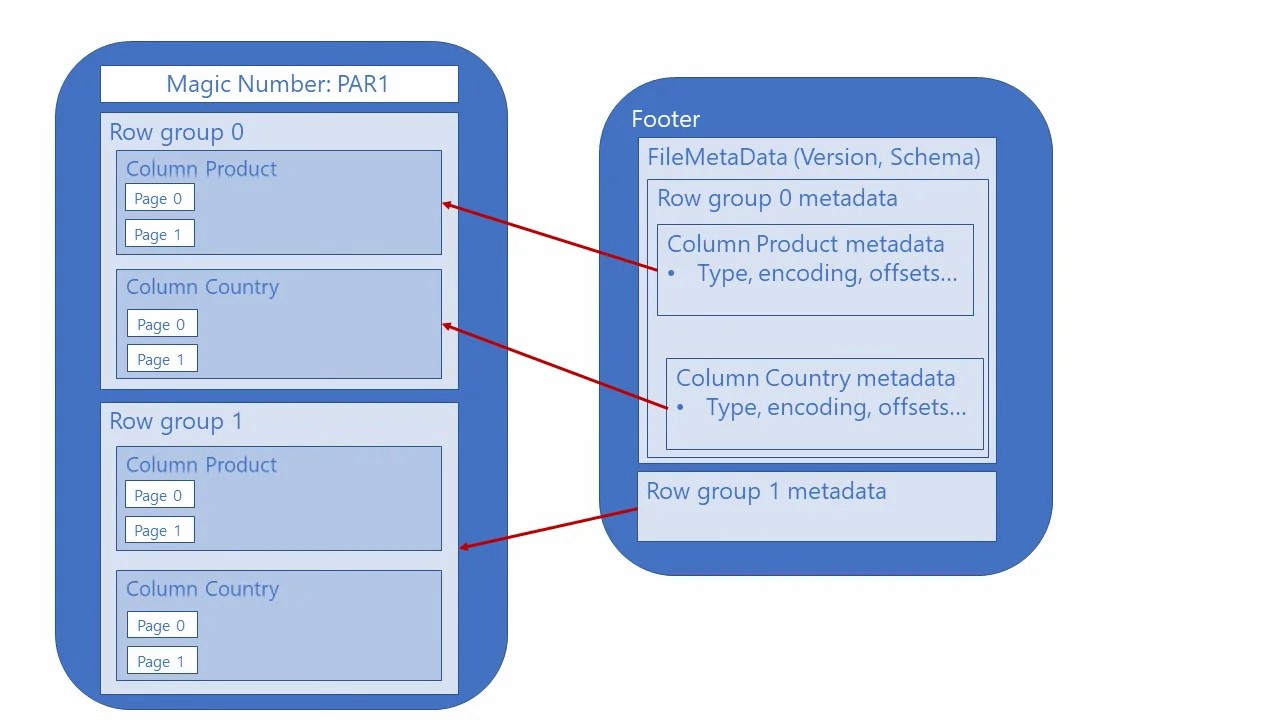 Magic Number: PAR1
Row group 0
Column Product
Page 0
Page 1
Column Country
Page 0
Page 1
Row group 1
Column Product
Page 0
Page 1
Column Country
Page 0
Page 1
Footer
FileMetaData (Version, Schema)
Row group 0 metadata
Column Product metadata
• Type, encoding, offsets...
Column Country metadata
• Type, encoding, offsets...
Row group 1 metadata